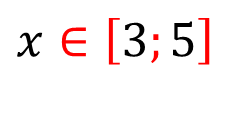 x ∈ [3; 5]